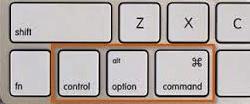 shift Z X C
alt ⌘
fn control option command